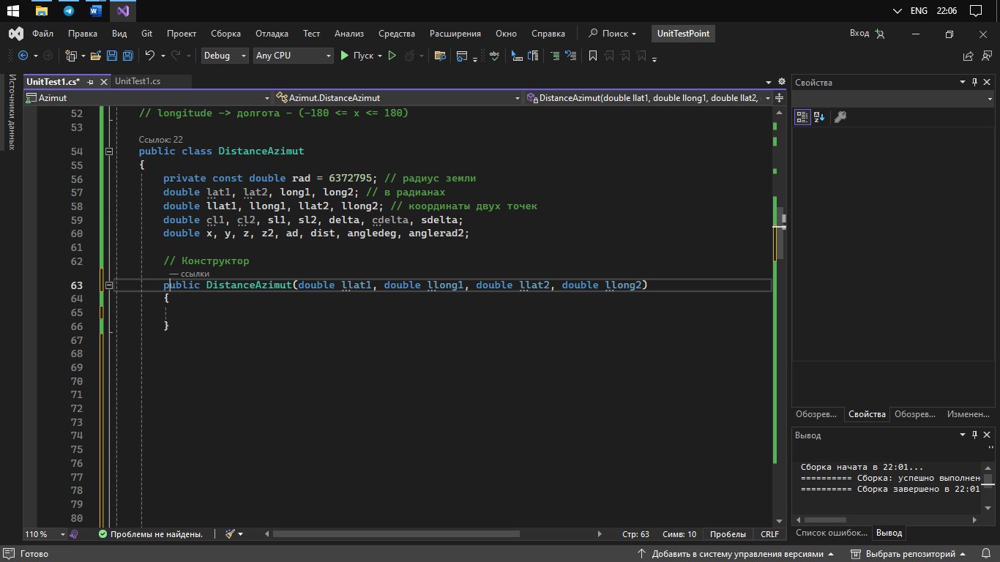 ENG 22:06
Файл Правка Вид Git Проект Сборка Отладка Тест Анализ Средства Расширения Окно Справка Поиск UnitTestPoint Вход
Debug Any CPU Пуск abc
Источники данных
UnitTest1.cs* UnitTest1.cs
Azimut Azimut.DistanceAzimut DistanceAzimut(double llat1, double llong1, double llat2,
52 // longitude -> долгота - (-180 <= x <= 180)
53
Ссылок: 22
54 public class DistanceAzimut
55 {
56 private const double rad = 6372795; // радиус земли
57 double lat1, lat2, long1, long2; // в радианах
58 double llat1, llong1, llat2, llong2; // координаты двух точек
59 double cl1, cl2, sl1, sl2, delta, cdelta, sdelta;
60 double x, y, z, z2, ad, dist, angledeg, anglerad2;
61
62 // Конструктор
— ссылки
63 public DistanceAzimut(double llat1, double llong1, double llat2, double llong2)
64 {
65
66 }
67
68
69
70
71
72
73
74
75
76
77
78
79
80
110 % Проблемы не найдены. Стр: 63 Симв: 10 Пробелы CRLF
Свойства
Обозрев... Свойства Обозрев... Изменен...
Вывод
Сборка начата в 22:01...
========== Сборка: успешно выполнен
========== Сборка завершено в 22:01
Список ошибок... Вывод
Готово Добавить в систему управления версиями Выбрать репозиторий